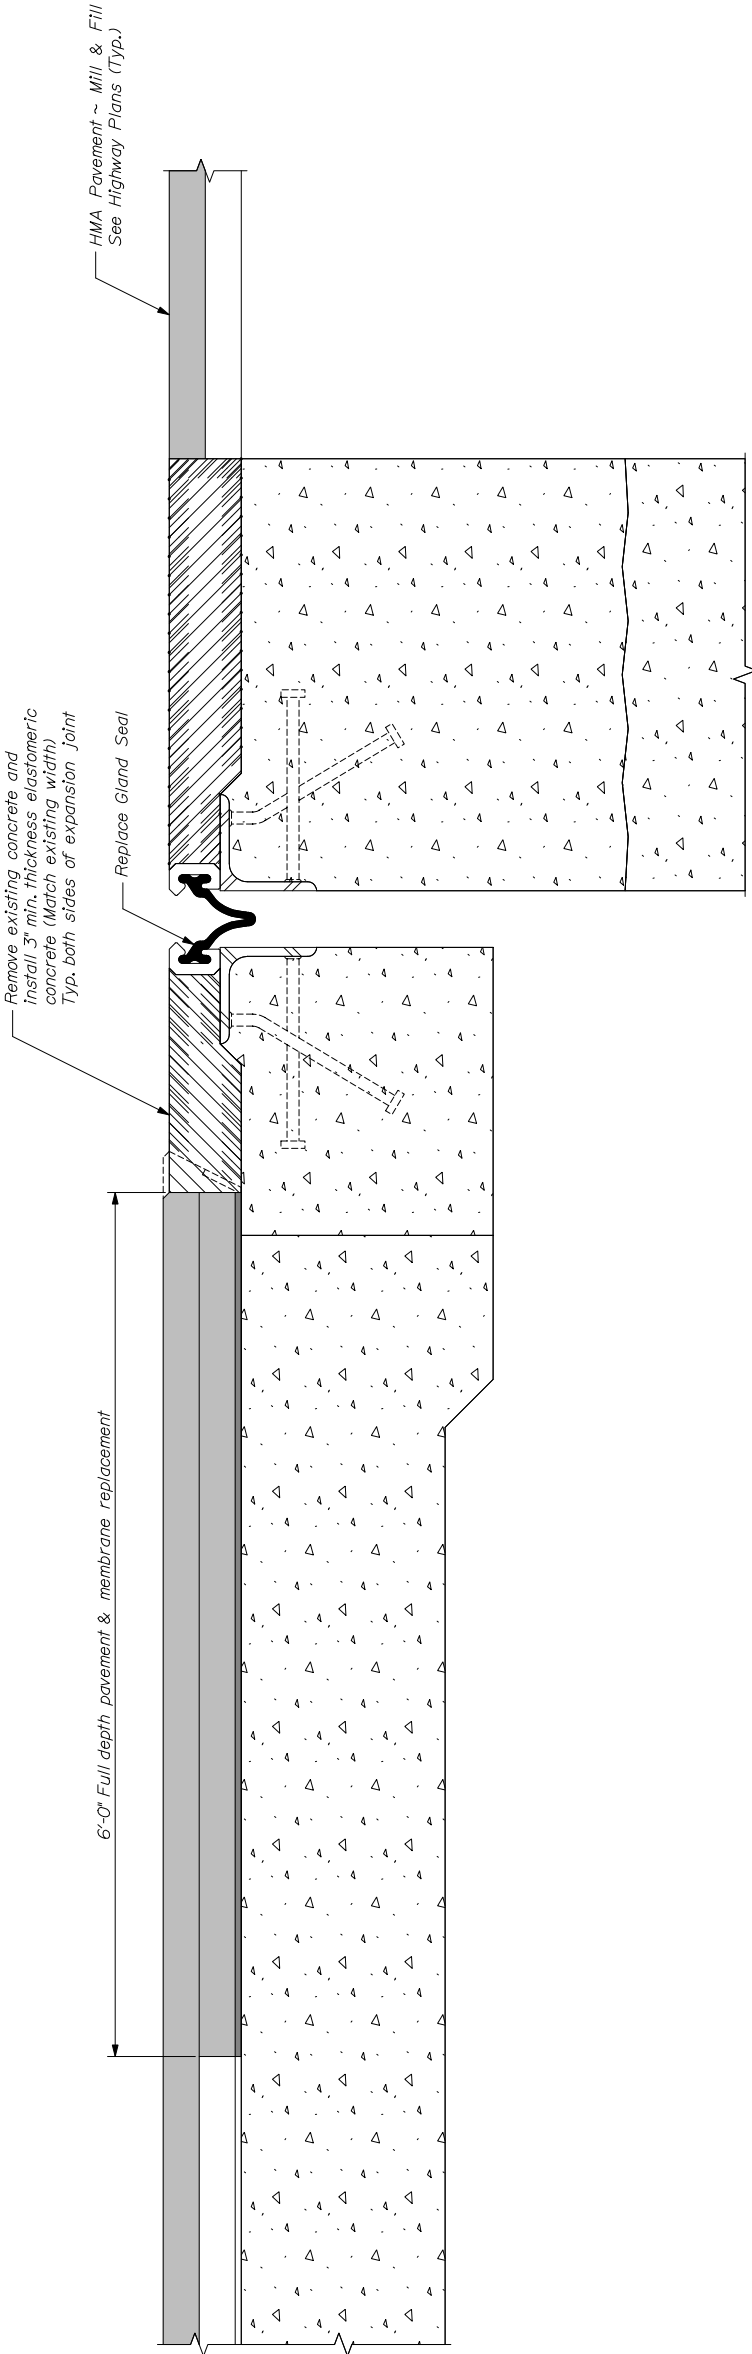 Remove existing concrete and
install 3" min. thickness elastomeric
concrete (Match existing width)
Typ. both sides of expansion joint
HMA Pavement ~ Mill & Fill
See Highway Plans (Typ.)
Replace Gland Seal
6'-0" Full depth pavement & membrane replacement